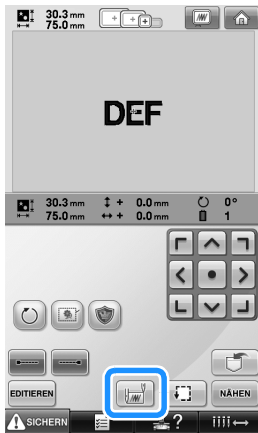 30.3 mm
75.0 mm
DEF
30.3 mm ↕ + 0.0 mm 0°
75.0 mm ↔ + 0.0 mm 1
EDITIEREN
NÄHEN
SICHERN
?